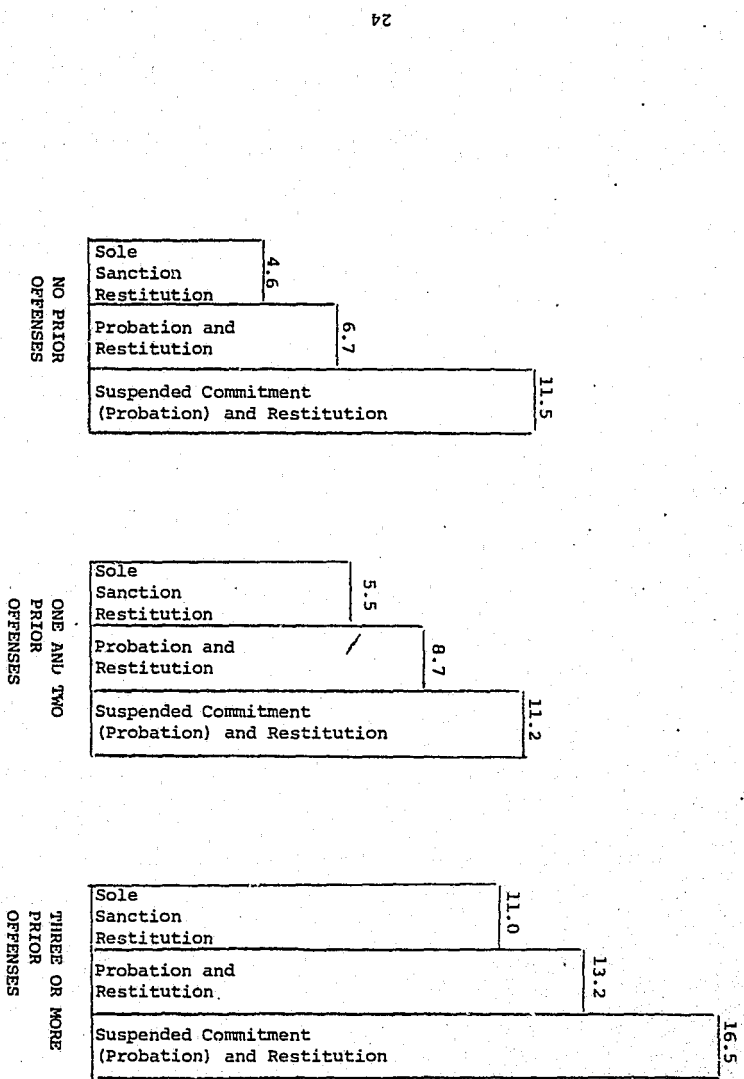 24
NO PRIOR
OFFENSES
Sole
Sanction
Restitution
4.6
Probation and
Restitution
6.7
Suspended Commitment
(Probation) and Restitution
11.5
ONE AND TWO
PRIOR
OFFENSES
Sole
Sanction
Restitution
5.5
Probation and
Restitution
8.7
Suspended Commitment
(Probation) and Restitution
11.2
THREE OR MORE
PRIOR
OFFENSES
Sole
Sanction
Restitution
11.0
Probation and
Restitution.
13.2
Suspended Commitment
(Probation) and Restitution
16.5